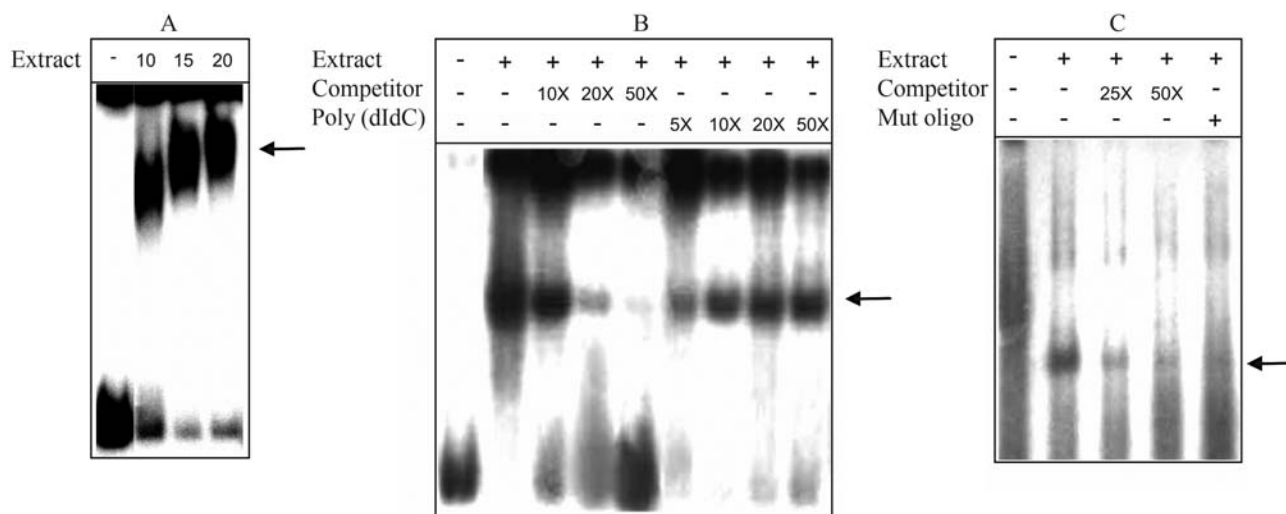 A
Extract - 10 15 20
B
Extract - + + + + + + + +
Competitor - - 10X 20X 50X - - - -
Poly (dIdC) - - - - - 5X 10X 20X 50X
C
Extract - + + + +
Competitor - - 25X 50X -
Mut oligo - - - - +